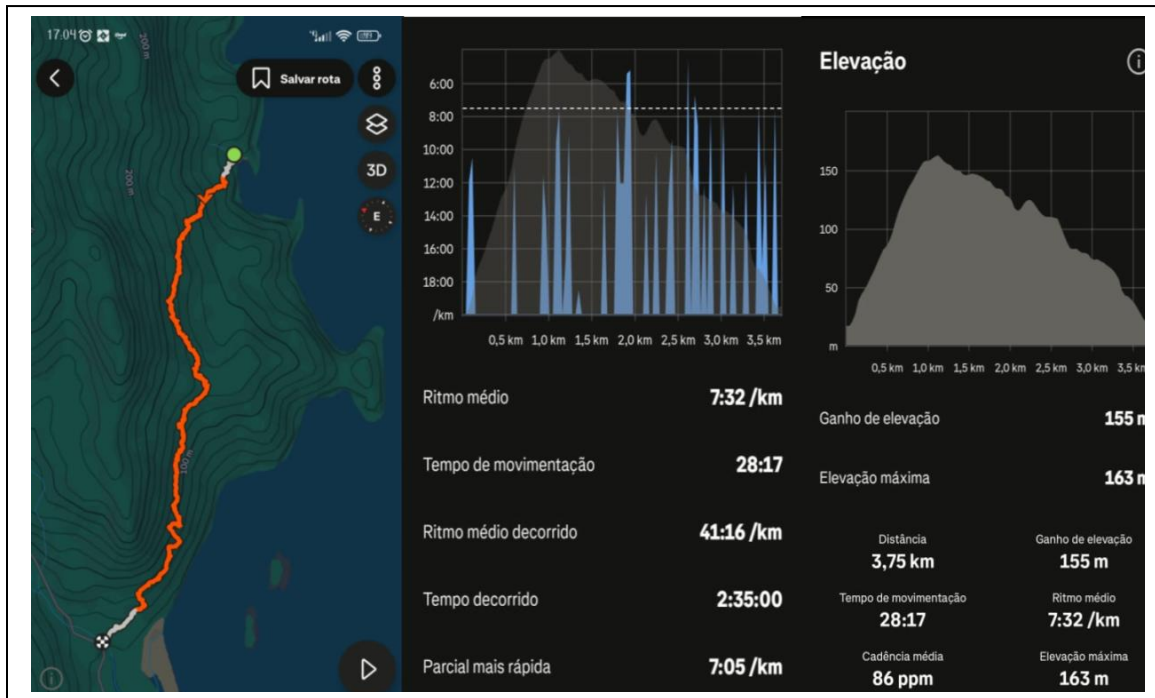 17.04
200 m
Salvar rota
3D
E
200 m
100 m
6:00
8:00
10:00
12:00
14:00
16:00
18:00
/km
0,5 km 1,0 km 1,5 km 2,0 km 2,5 km 3,0 km 3,5 km
Ritmo médio 7:32 /km
Tempo de movimentação 28:17
Ritmo médio decorrido 41:16 /km
Tempo decorrido 2:35:00
Parcial mais rápida 7:05 /km
Elevação
150
100
50
m
0,5 km 1,0 km 1,5 km 2,0 km 2,5 km 3,0 km 3,5 km
Ganho de elevação 155 m
Elevação máxima 163 m
Distância Ganho de elevação
3,75 km 155 m
Tempo de movimentação Ritmo médio
28:17 7:32 /km
Cadência média Elevação máxima
86 ppm 163 m